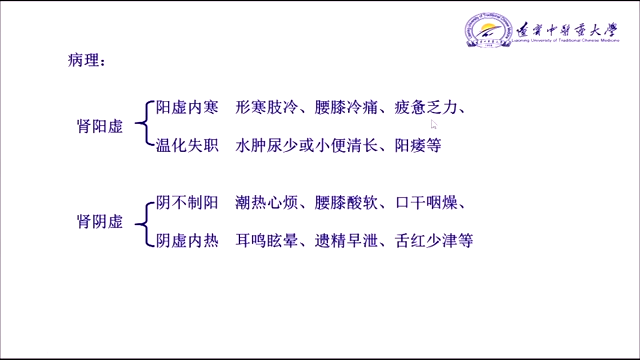 遼寧中醫藥大學
Liaoning University of Traditional Chinese Medicine
病理：
肾阳虚
阳虚内寒 形寒肢冷、腰膝冷痛、疲惫乏力、
温化失职 水肿尿少或小便清长、阳痿等
肾阴虚
阴不制阳 潮热心烦、腰膝酸软、口干咽燥、
阴虚内热 耳鸣眩晕、遗精早泄、舌红少津等